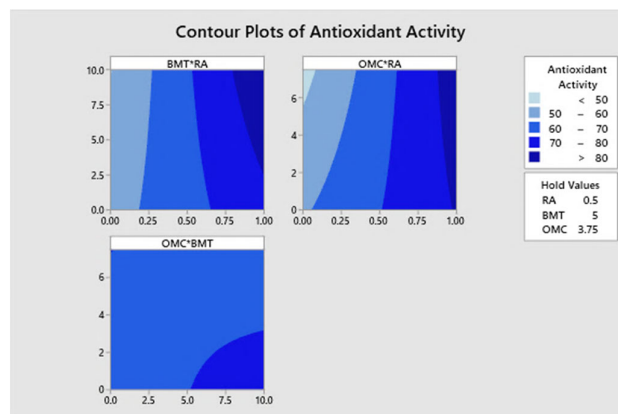 Contour Plots of Antioxidant Activity
BMT*RA
10.0
7.5
5.0
2.5
0.0
0.00 0.25 0.50 0.75 1.00
OMC*RA
6
4
2
0
0.00 0.25 0.50 0.75 1.00
OMC*BMT
6
4
2
0
0.0 2.5 5.0 7.5 10.0
Antioxidant
Activity
< 50
50 – 60
60 – 70
70 – 80
> 80
Hold Values
RA 0.5
BMT 5
OMC 3.75